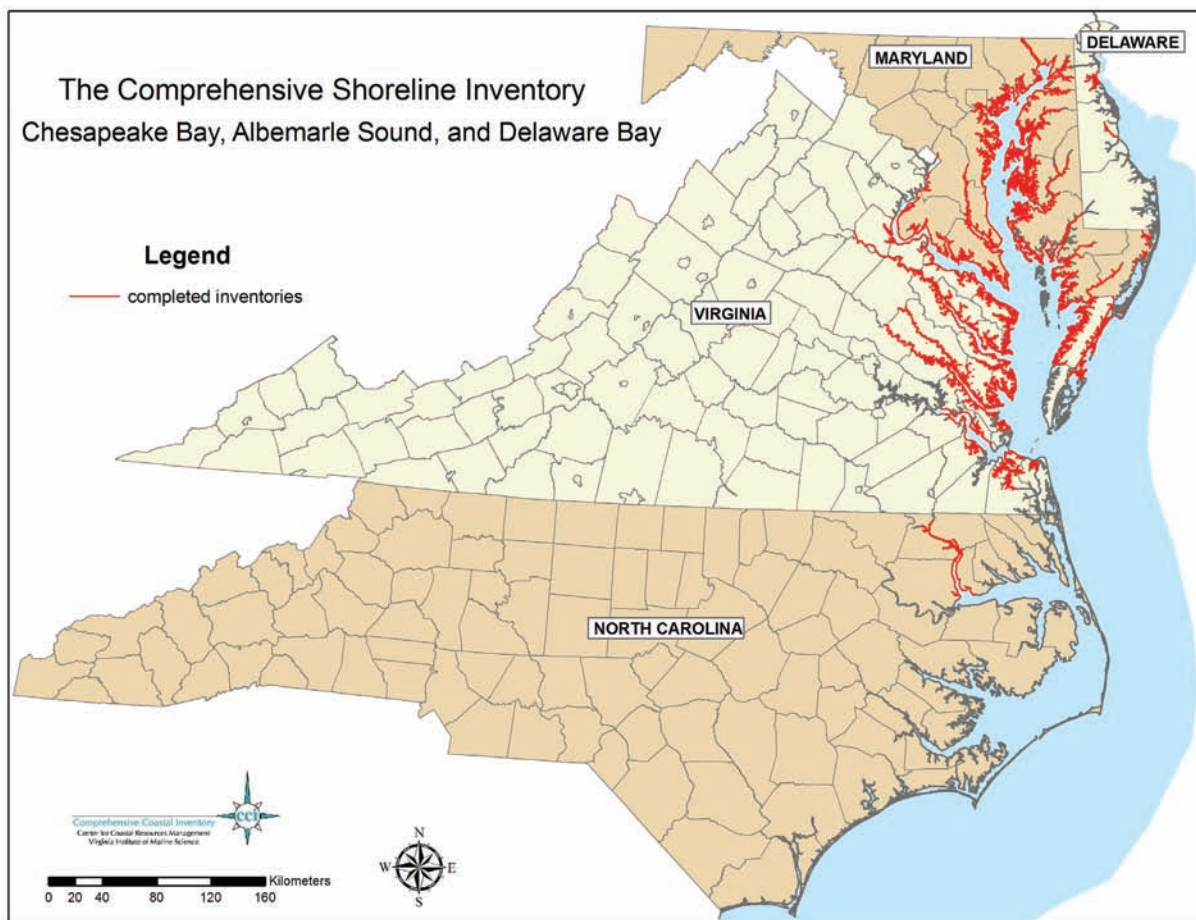 The Comprehensive Shoreline Inventory
Chesapeake Bay, Albemarle Sound, and Delaware Bay
MARYLAND
DELAWARE
Legend
completed inventories
VIRGINIA
NORTH CAROLINA
cci
Comprehensive Coastal Inventory
Center for Coastal Resources Management
Virginia Institute of Marine Science
N
W E
S
Kilometers
0 20 40 80 120 160